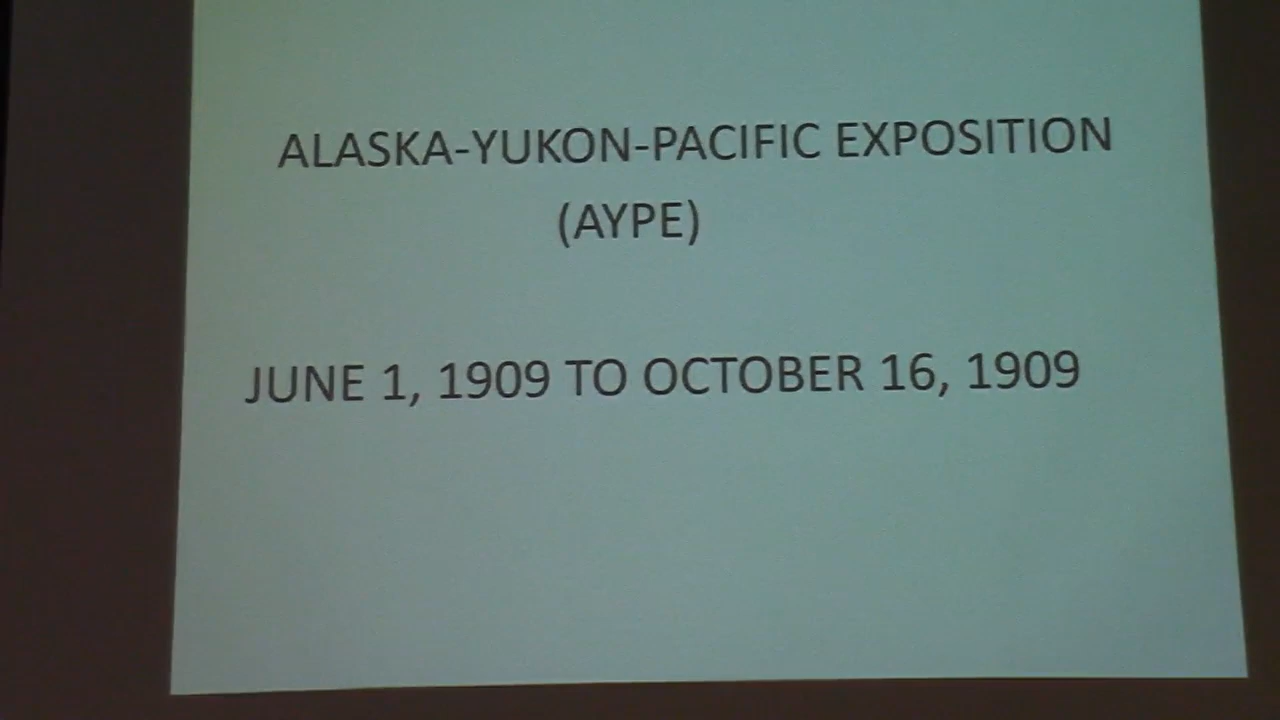 ALASKA-YUKON-PACIFIC EXPOSITION
(AYPE)
JUNE 1, 1909 TO OCTOBER 16, 1909